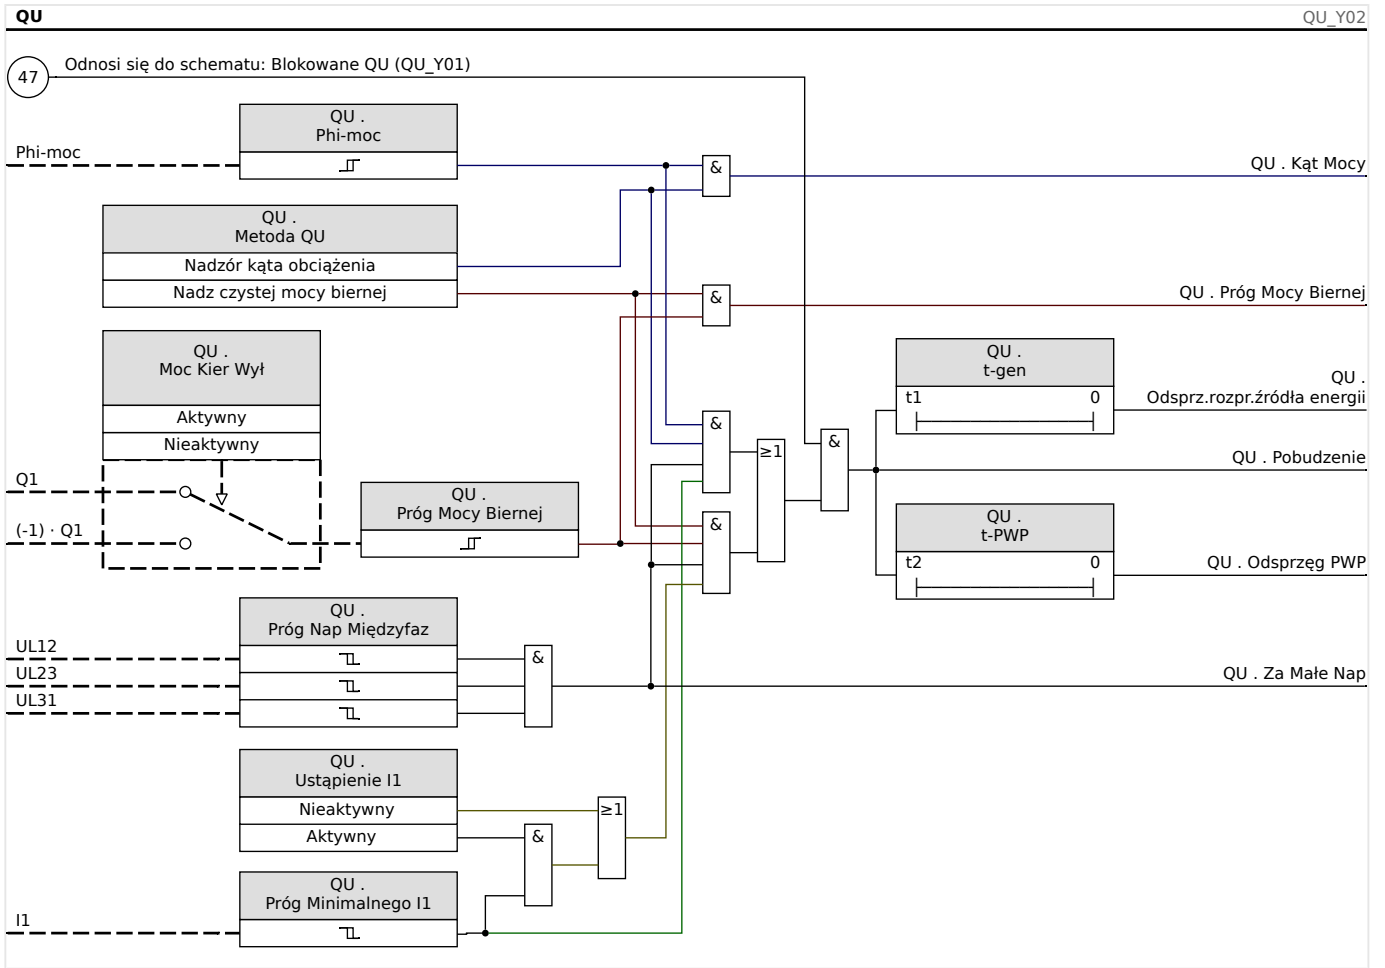 QU
QU_Y02
47
Odnosi się do schematu: Blokowane QU (QU_Y01)
QU .
Phi-moc
Phi-moc
&
QU . Kąt Mocy
QU .
Metoda QU
Nadzór kąta obciążenia
Nadz czystej mocy biernej
&
QU . Próg Mocy Biernej
QU .
Moc Kier Wył
Aktywny
Nieaktywny
QU .
t-gen
t1
0
QU .
Odsprz.rozpr.źródła energii
&
≥1
&
QU . Pobudzenie
Q1
(-1) · Q1
QU .
Próg Mocy Biernej
&
QU .
t-PWP
t2
0
QU . Odsprzęg PWP
QU .
Próg Nap Międzyfaz
UL12
UL23
UL31
&
QU . Za Małe Nap
QU .
Ustąpienie I1
Nieaktywny
Aktywny
≥1
&
QU .
Próg Minimalnego I1
I1